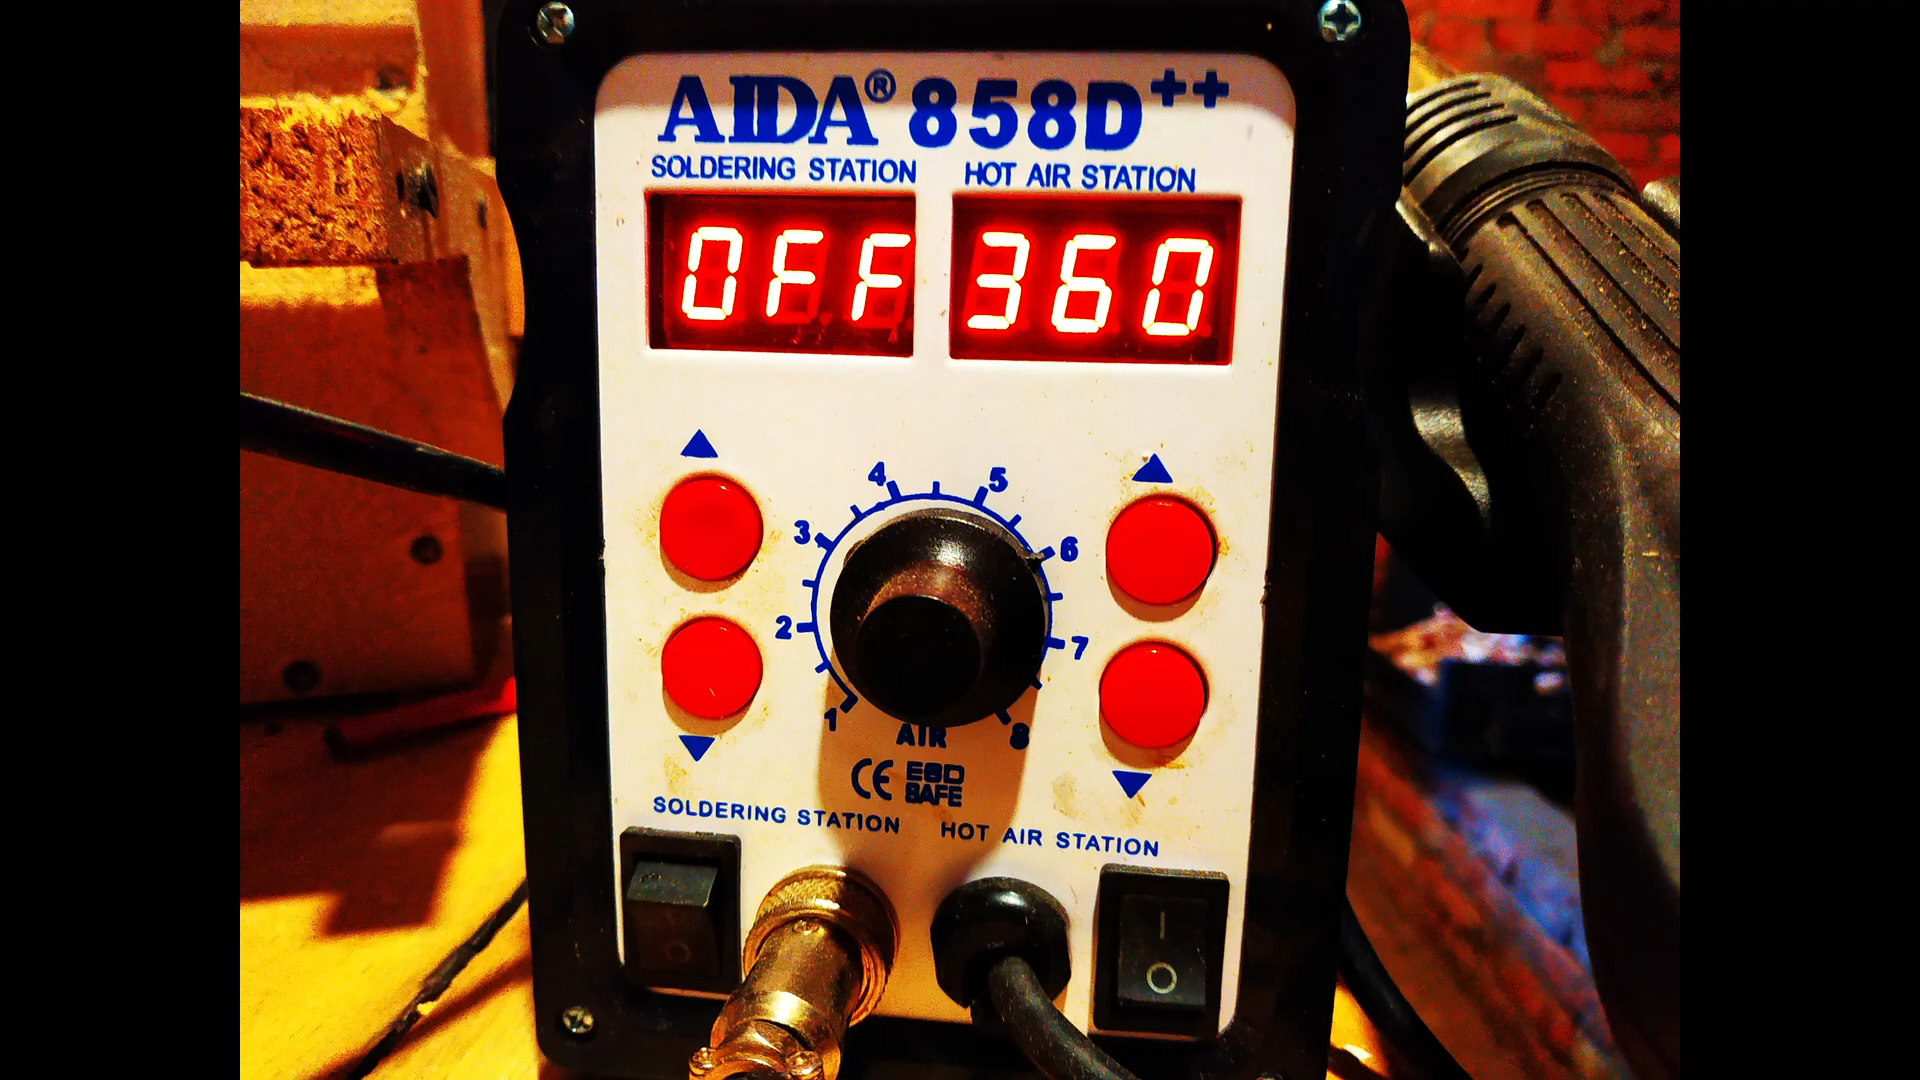 AIDA® 858D++
SOLDERING STATION HOT AIR STATION
OFF 360
4 5
3 6
2 7
1 8
AIR
CE ESD
SAFE
SOLDERING STATION HOT AIR STATION